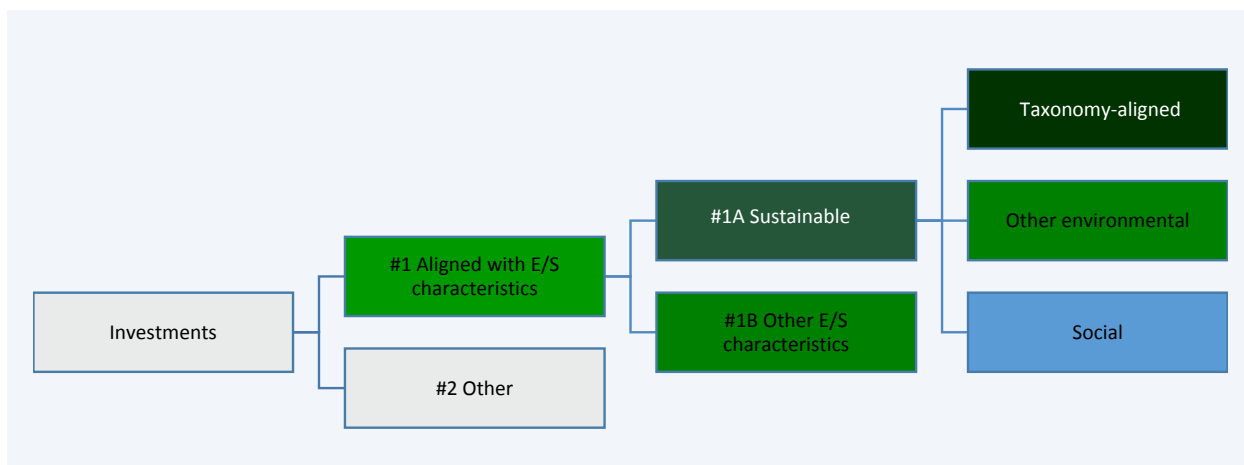 Investments
#1 Aligned with E/S
characteristics
#2 Other
#1A Sustainable
#1B Other E/S
characteristics
Taxonomy-aligned
Other environmental
Social